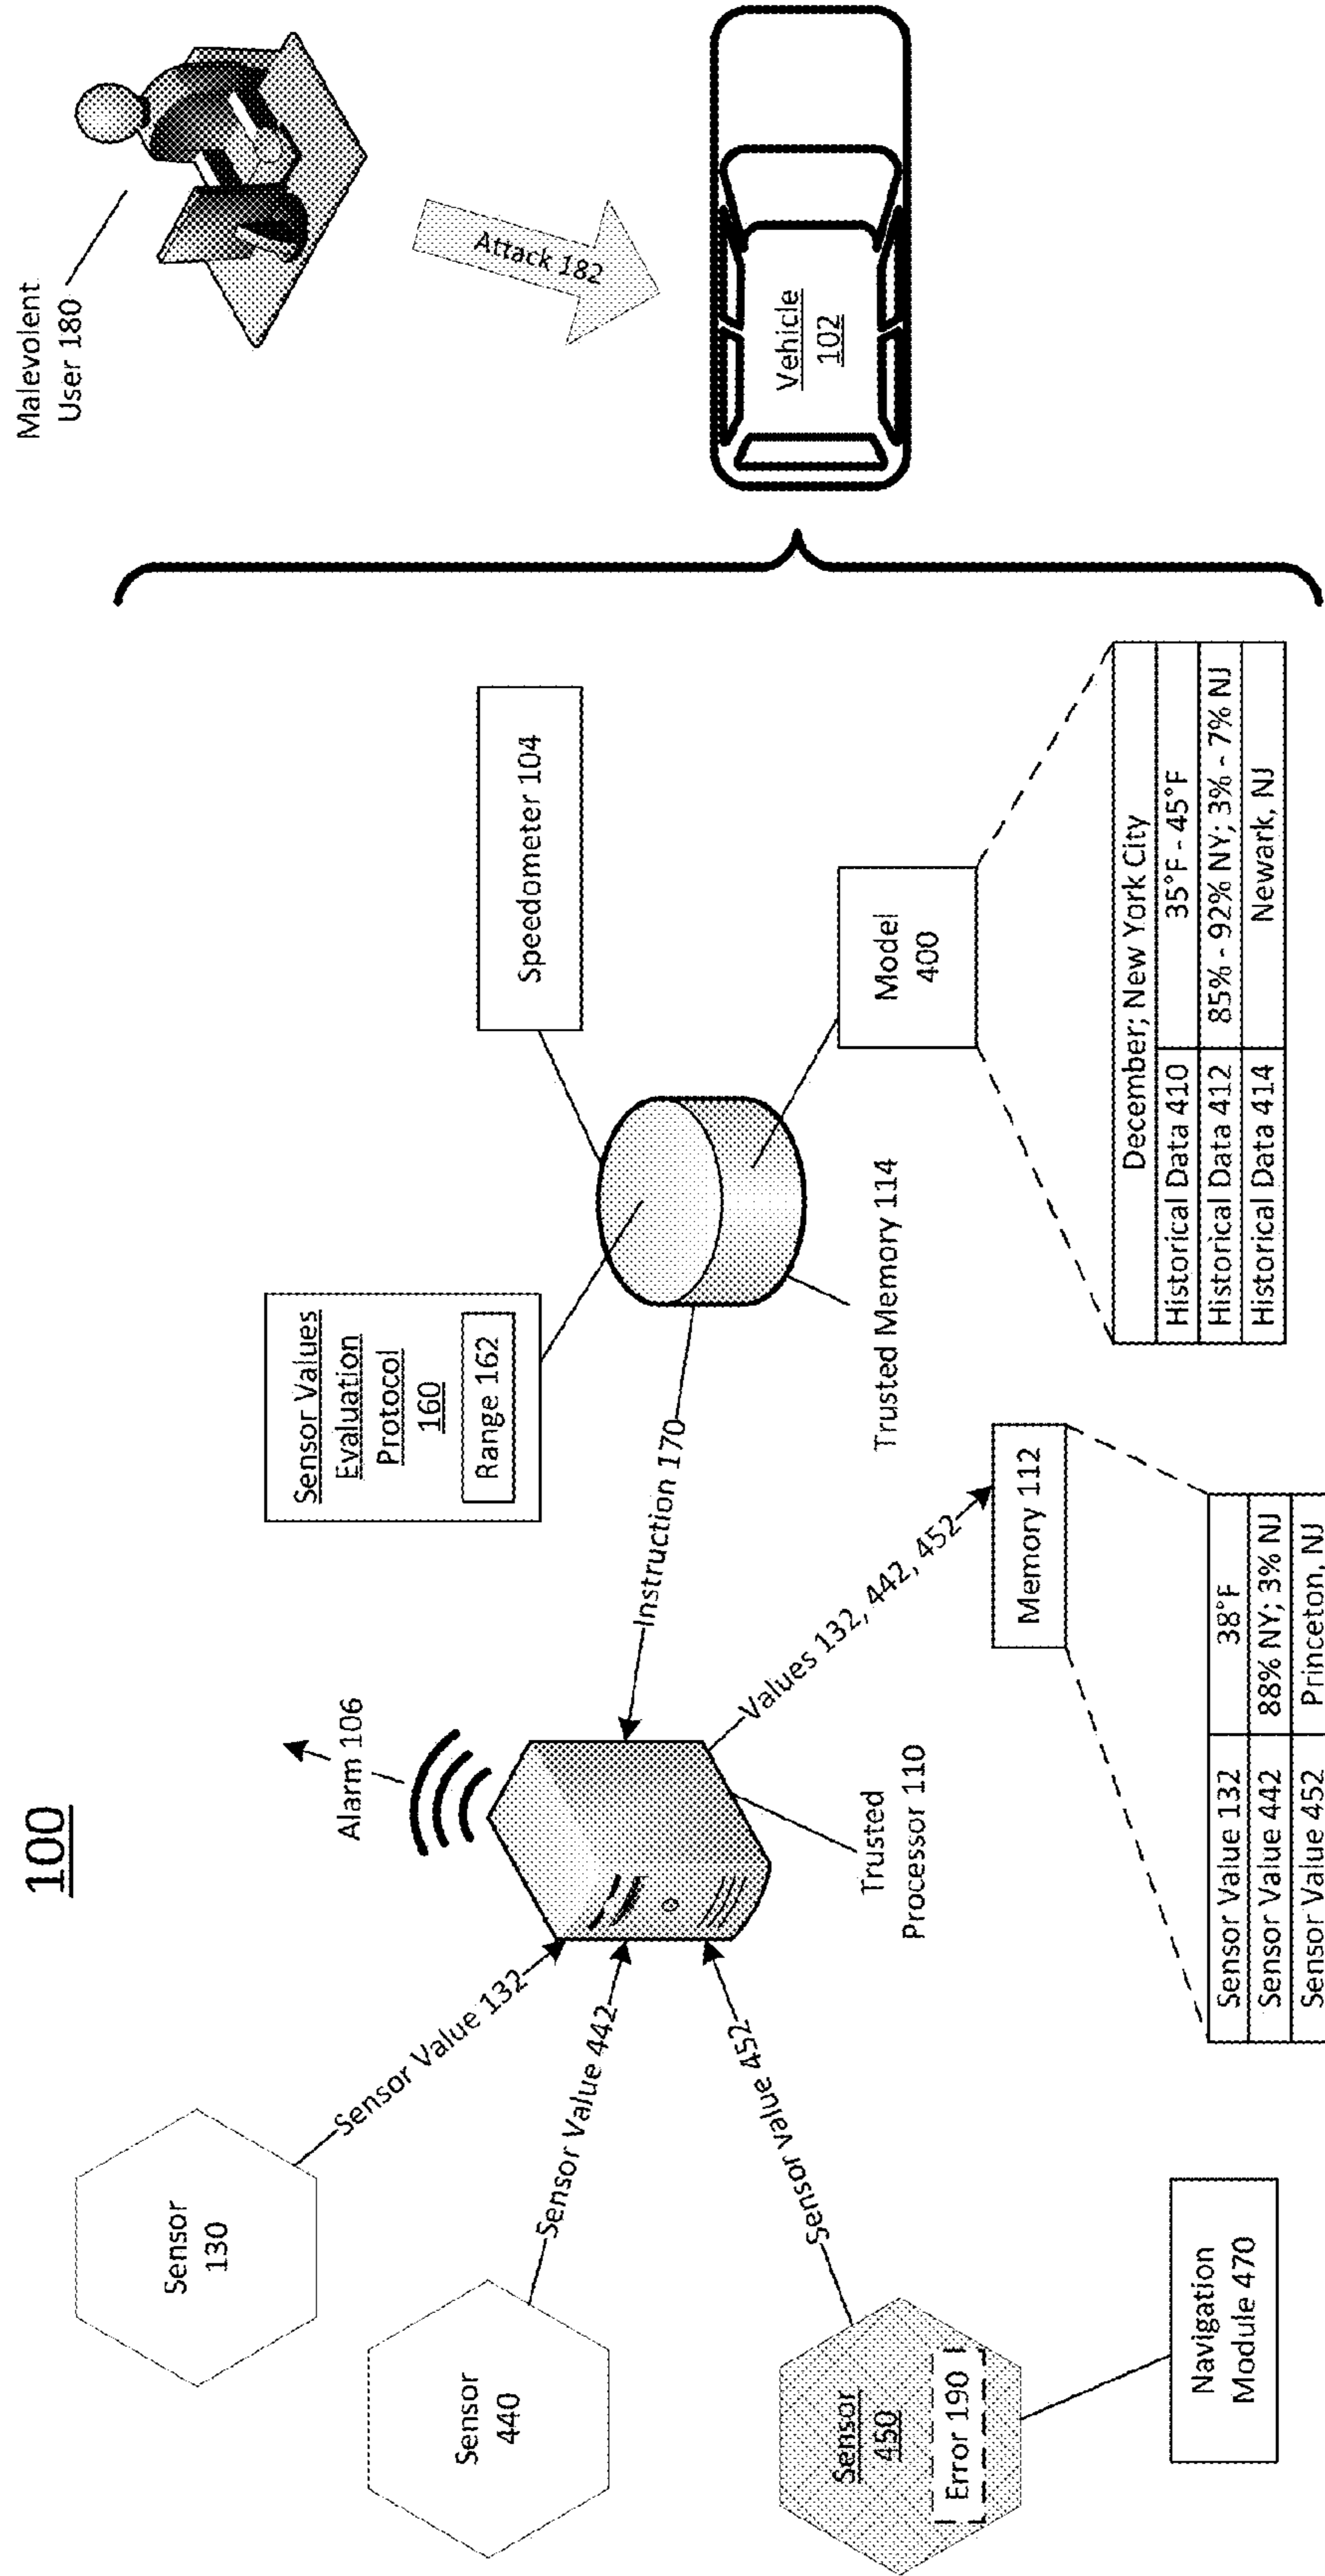 100
Malevolent
User 180
Attack 182
Vehicle
102
Sensor
130
Sensor Value 132
Sensor
440
Sensor Value 442
Sensor
450
Error 190
Sensor value 452
Navigation
Module 470
Alarm 106
Trusted
Processor 110
Instruction 170
Values 132, 442, 452
Memory 112
Sensor Value 132 38°F
Sensor Value 442 88% NY; 3% NJ
Sensor Value 452 Princeton, NJ
Sensor Values
Evaluation
Protocol
160
Range 162
Speedometer 104
Trusted Memory 114
Model
400
December; New York City
Historical Data 410 35°F - 45°F
Historical Data 412 85% - 92% NY; 3% - 7% NJ
Historical Data 414 Newark, NJ